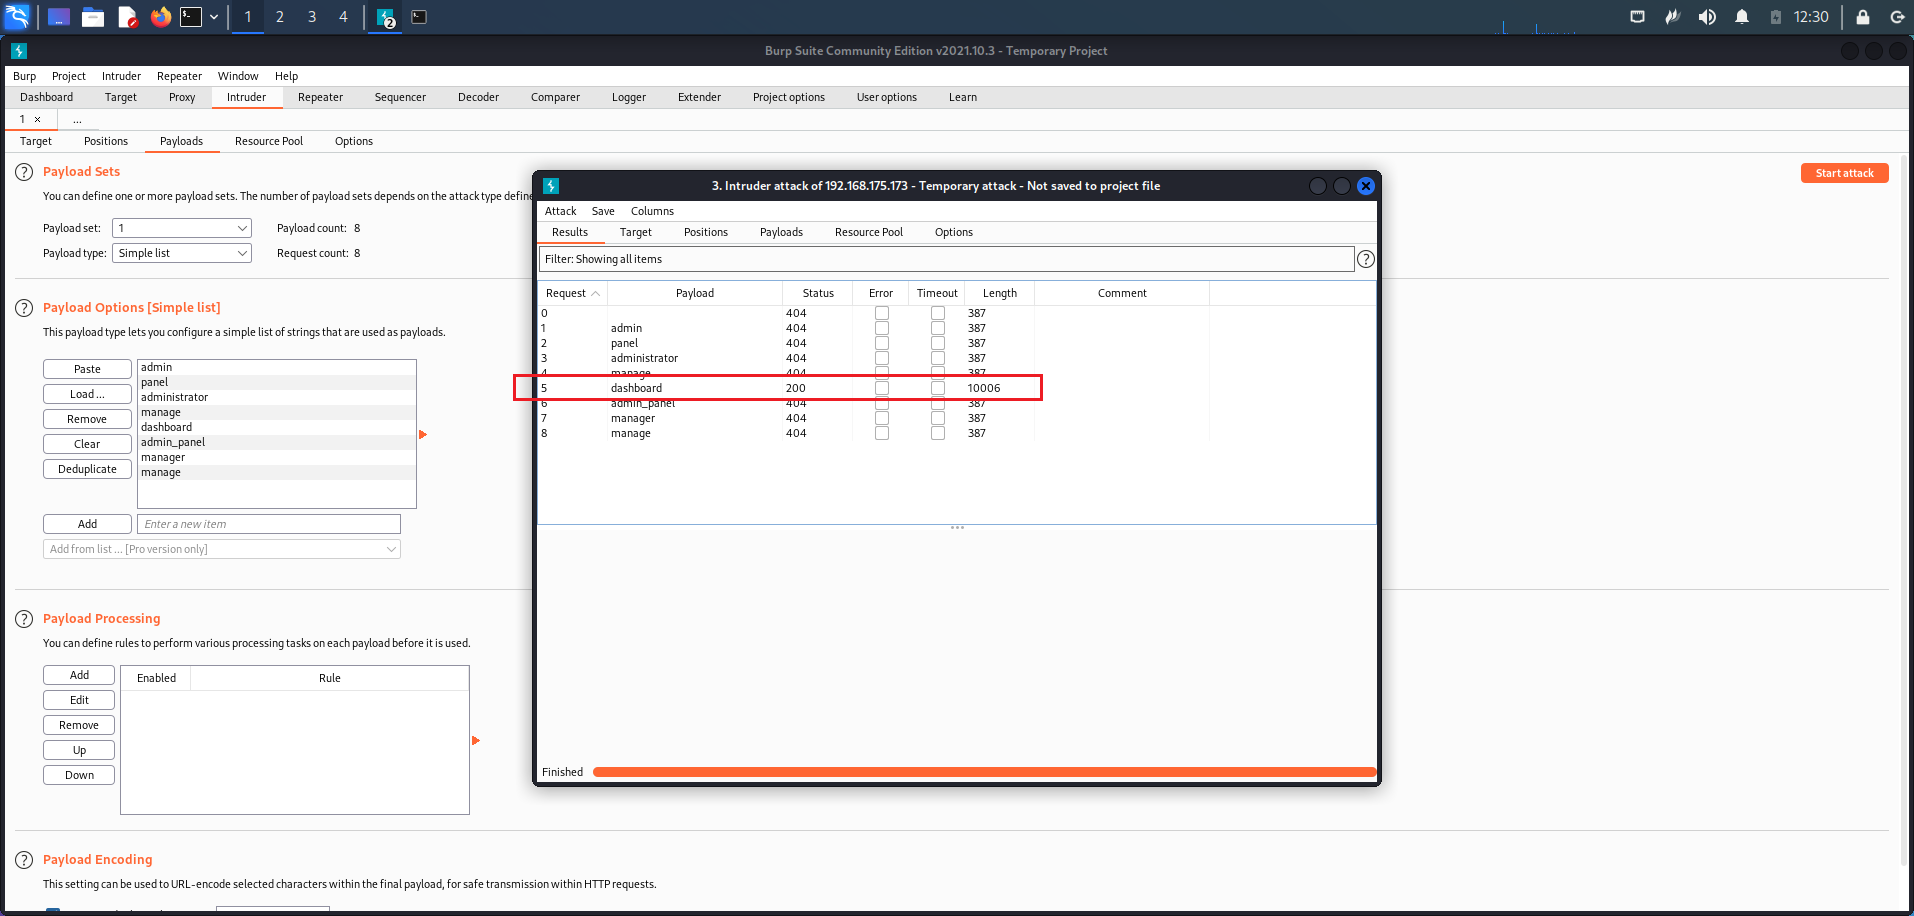 1 2 3 4 2 12:30
Burp Suite Community Edition v2021.10.3 - Temporary Project
Burp Project Intruder Repeater Window Help
Dashboard Target Proxy Intruder Repeater Sequencer Decoder Comparer Logger Extender Project options User options Learn
1 × ...
Target Positions Payloads Resource Pool Options
? Payload Sets
Start attack
You can define one or more payload sets. The number of payload sets depends on the attack type define
Payload set: 1 Payload count: 8
Payload type: Simple list Request count: 8
? Payload Options [Simple list]
This payload type lets you configure a simple list of strings that are used as payloads.
Paste
Load ...
Remove
Clear
Deduplicate
admin
panel
administrator
manage
dashboard
admin_panel
manager
manage
Add Enter a new item
Add from list ... [Pro version only]
? Payload Processing
You can define rules to perform various processing tasks on each payload before it is used.
Add
Edit
Remove
Up
Down
Enabled Rule
? Payload Encoding
This setting can be used to URL-encode selected characters within the final payload, for safe transmission within HTTP requests.
3. Intruder attack of 192.168.175.173 - Temporary attack - Not saved to project file
Attack Save Columns
Results Target Positions Payloads Resource Pool Options
Filter: Showing all items ?
Request Payload Status Error Timeout Length Comment
0 404 387
1 admin 404 387
2 panel 404 387
3 administrator 404 387
4 manage 404 387
5 dashboard 200 10006
6 admin_panel 404 387
7 manager 404 387
8 manage 404 387
Finished